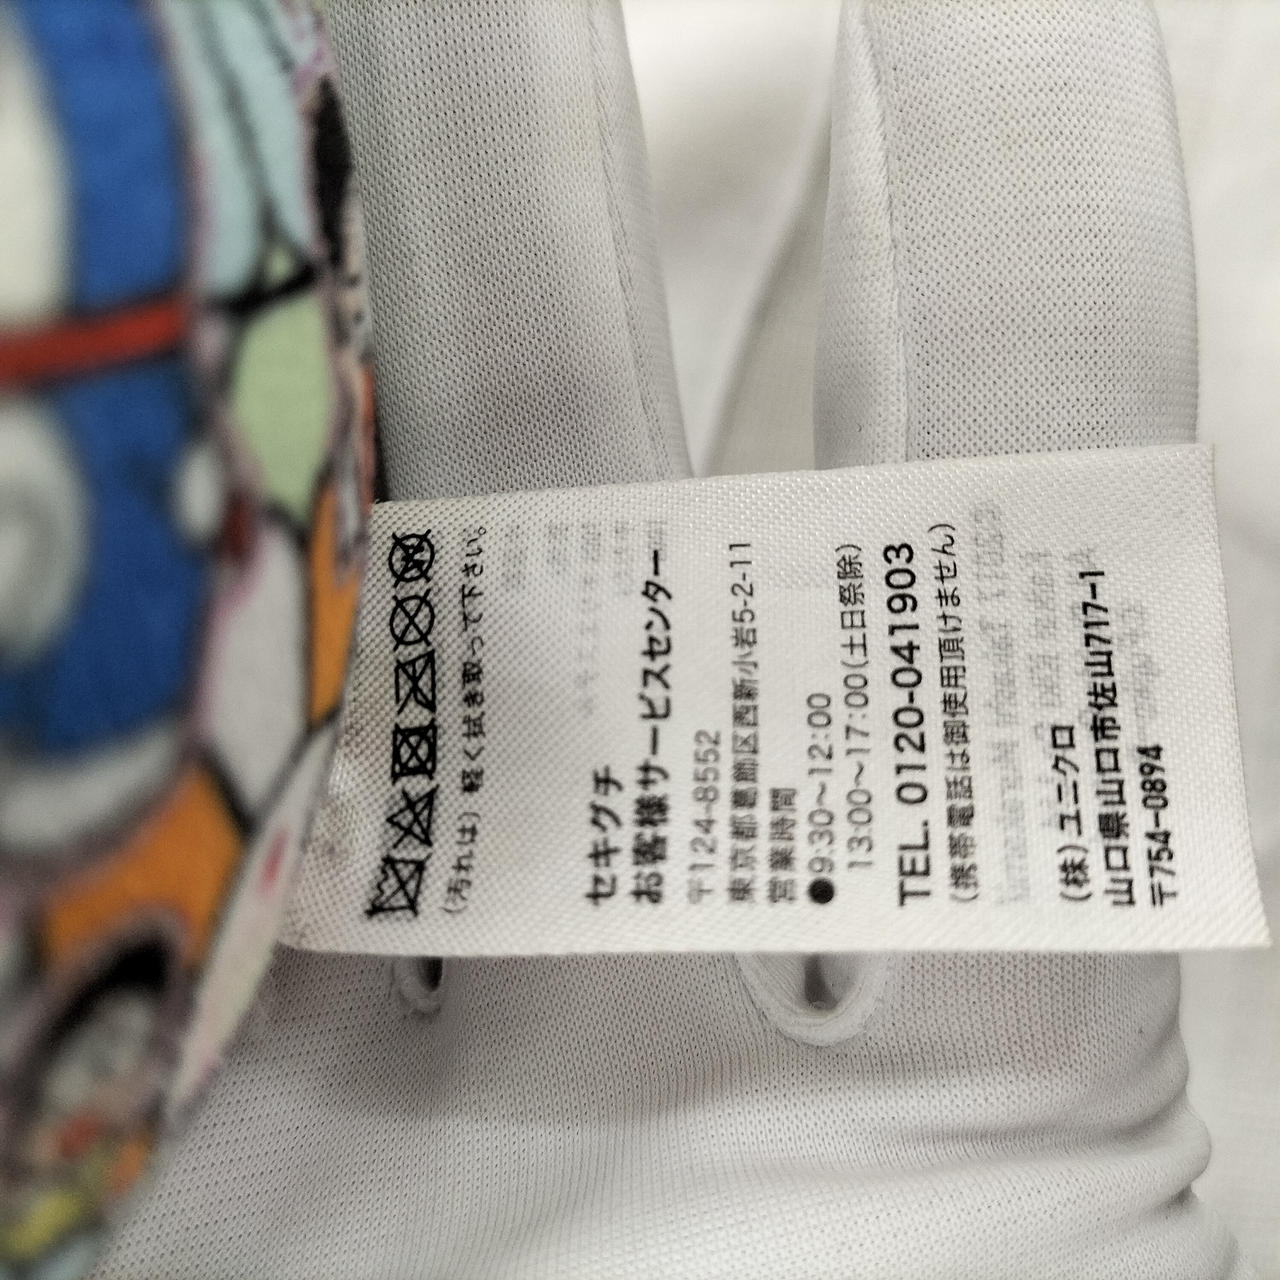 (汚れは)軽く拭き取って下さい。
セキグチ
お客様サービスセンター
〒124-8552
東京都葛飾区西新小岩5-2-11
営業時間
●9:30〜12:00
13:00〜17:00(土日祭除)
TEL. 0120-041903
(携帯電話は御使用頂けません)
(株)ユニクロ
山口県山口市佐山717-1
〒754-0894